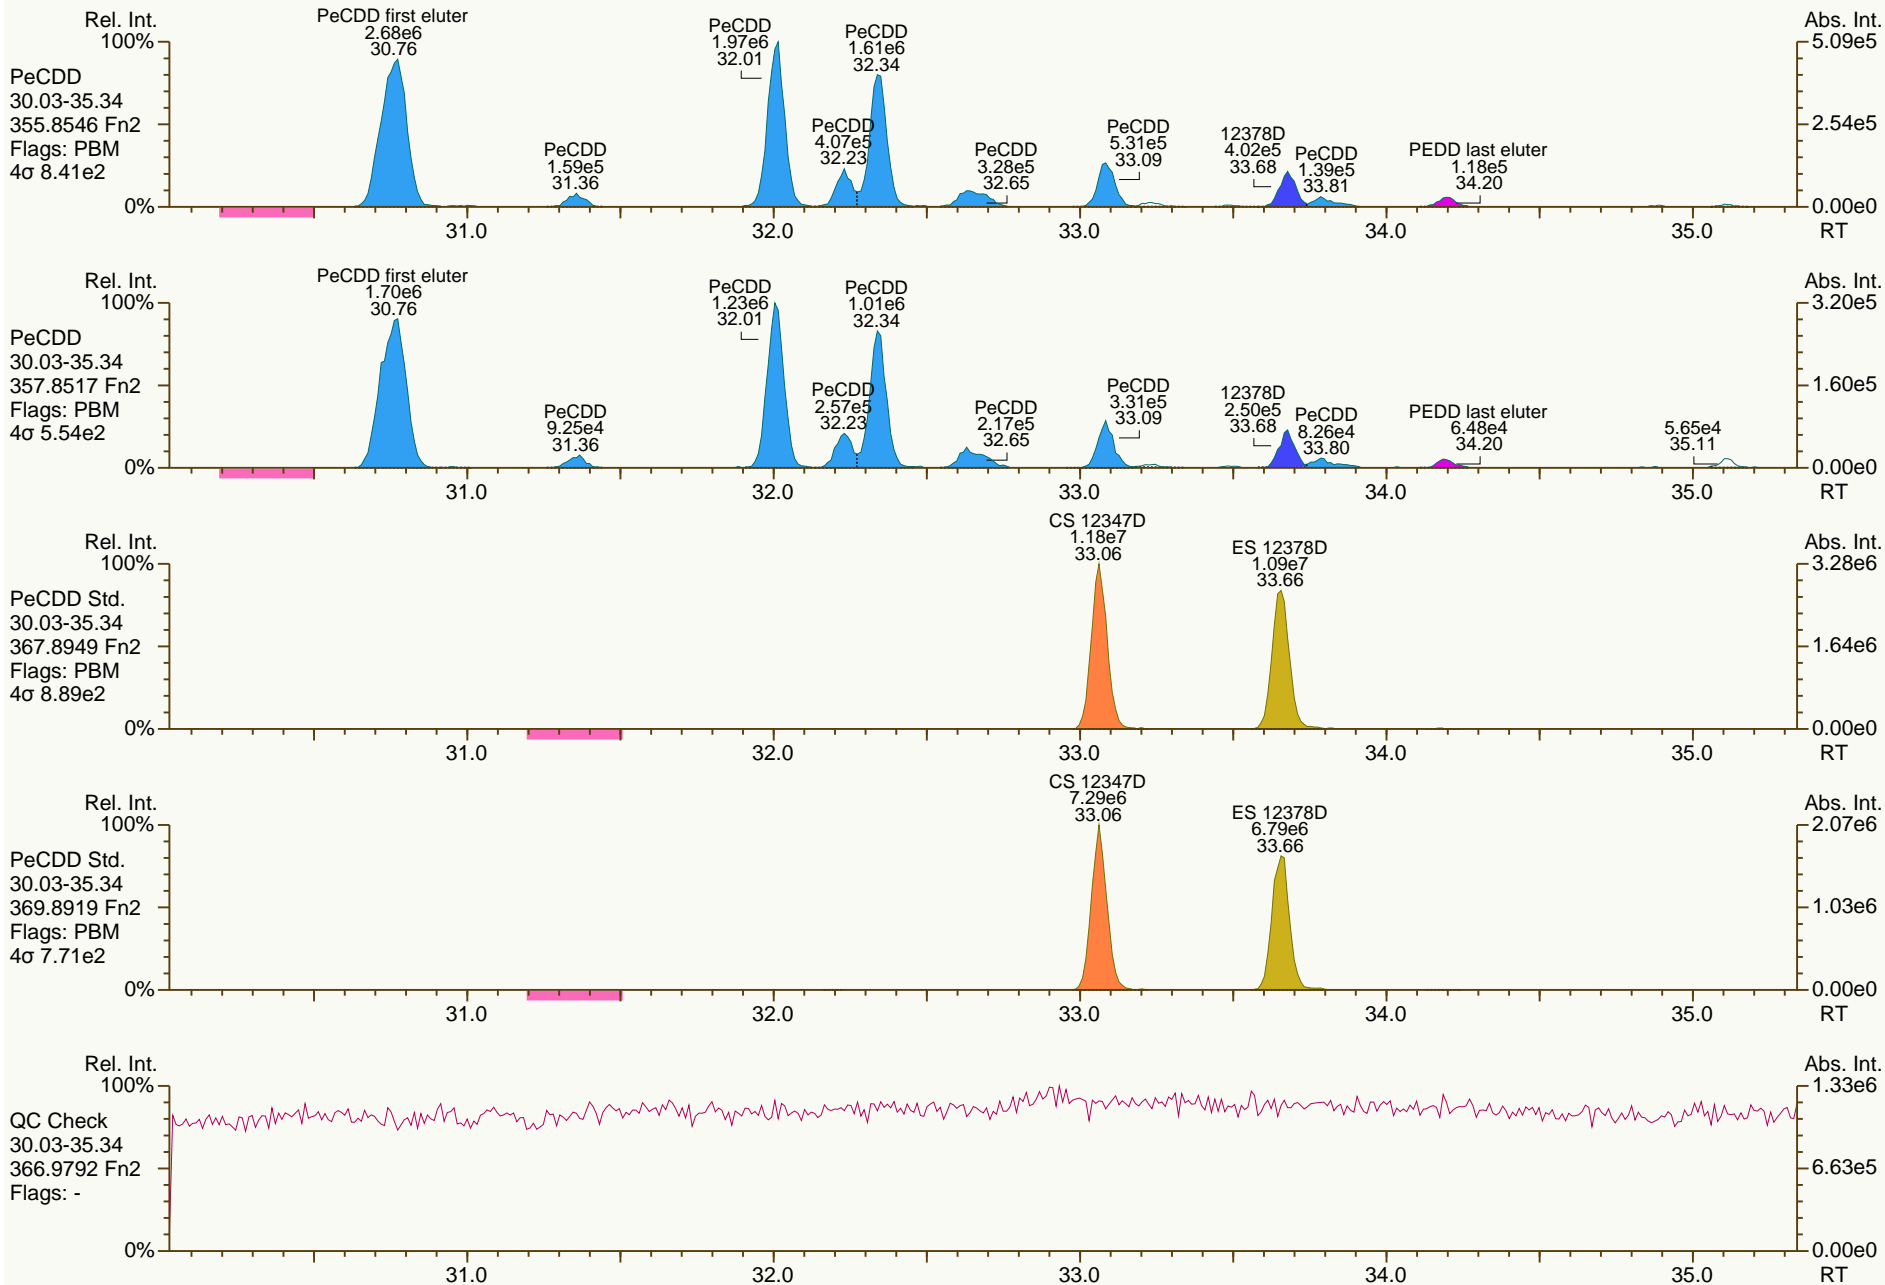 Rel. Int.
Abs. Int.
100%
5.09e5
PeCDD
30.03-35.34
355.8546 Fn2
Flags: PBM
4σ 8.41e2
2.54e5
0%
0.00e0
PeCDD first eluter
2.68e6
30.76
PeCDD
1.59e5
31.36
PeCDD
1.97e6
32.01
PeCDD
4.07e5
32.23
PeCDD
1.61e6
32.34
PeCDD
3.28e5
32.65
PeCDD
5.31e5
33.09
12378D
4.02e5
33.68
PeCDD
1.39e5
33.81
PEDD last eluter
1.18e5
34.20
31.0 32.0 33.0 34.0 35.0 RT
Rel. Int.
Abs. Int.
100%
3.20e5
PeCDD
30.03-35.34
357.8517 Fn2
Flags: PBM
4σ 5.54e2
1.60e5
0%
0.00e0
PeCDD first eluter
1.70e6
30.76
PeCDD
9.25e4
31.36
PeCDD
1.23e6
32.01
PeCDD
2.57e5
32.23
PeCDD
1.01e6
32.34
PeCDD
2.17e5
32.65
PeCDD
3.31e5
33.09
12378D
2.50e5
33.68
PeCDD
8.26e4
33.80
PEDD last eluter
6.48e4
34.20
5.65e4
35.11
31.0 32.0 33.0 34.0 35.0 RT
Rel. Int.
Abs. Int.
100%
3.28e6
PeCDD Std.
30.03-35.34
367.8949 Fn2
Flags: PBM
4σ 8.89e2
1.64e6
0%
0.00e0
CS 12347D
1.18e7
33.06
ES 12378D
1.09e7
33.66
31.0 32.0 33.0 34.0 35.0 RT
Rel. Int.
Abs. Int.
100%
2.07e6
PeCDD Std.
30.03-35.34
369.8919 Fn2
Flags: PBM
4σ 7.71e2
1.03e6
0%
0.00e0
CS 12347D
7.29e6
33.06
ES 12378D
6.79e6
33.66
31.0 32.0 33.0 34.0 35.0 RT
Rel. Int.
Abs. Int.
100%
1.33e6
QC Check
30.03-35.34
366.9792 Fn2
Flags: -
6.63e5
0%
0.00e0
31.0 32.0 33.0 34.0 35.0 RT